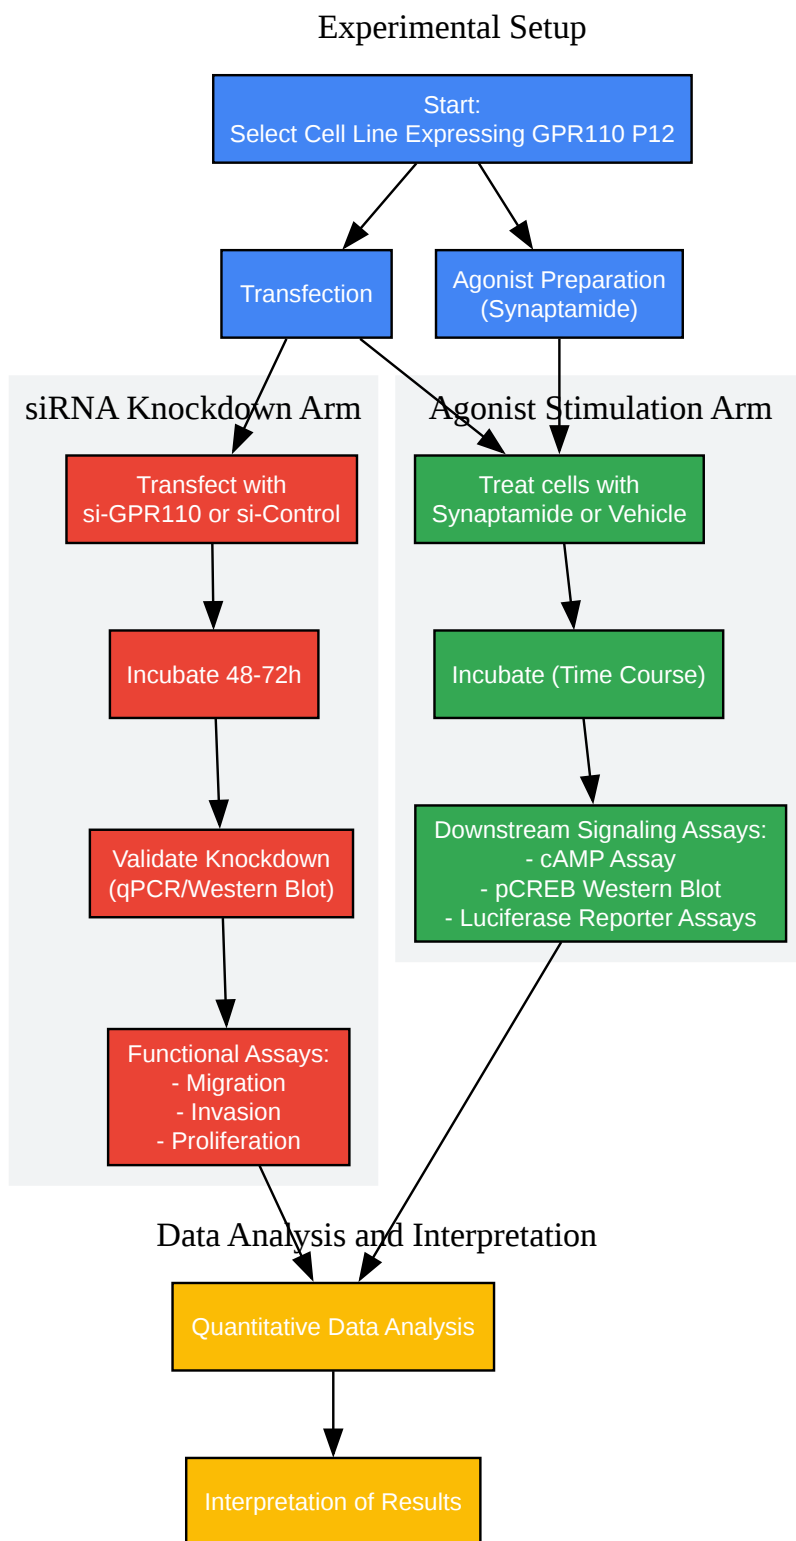 Experimental Setup
Start:
Select Cell Line Expressing GPR110 P12
Transfection
Agonist Preparation
(Synaptamide)
siRNA Knockdown Arm
Transfect with
si-GPR110 or si-Control
Incubate 48-72h
Validate Knockdown
(qPCR/Western Blot)
Functional Assays:
- Migration
- Invasion
- Proliferation
Agonist Stimulation Arm
Treat cells with
Synaptamide or Vehicle
Incubate (Time Course)
Downstream Signaling Assays:
- cAMP Assay
- pCREB Western Blot
- Luciferase Reporter Assays
Data Analysis and Interpretation
Quantitative Data Analysis
Interpretation of Results